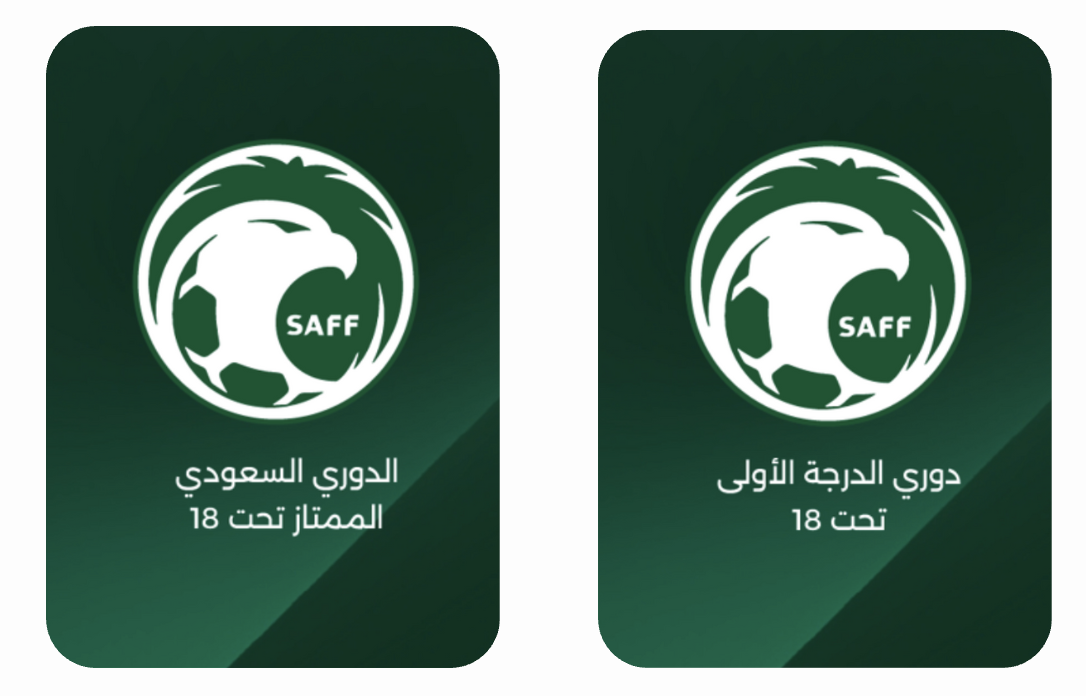 SAFF
الدوري السعودي
الممتاز تحت 18
SAFF
دوري الدرجة الأولى
تحت 18